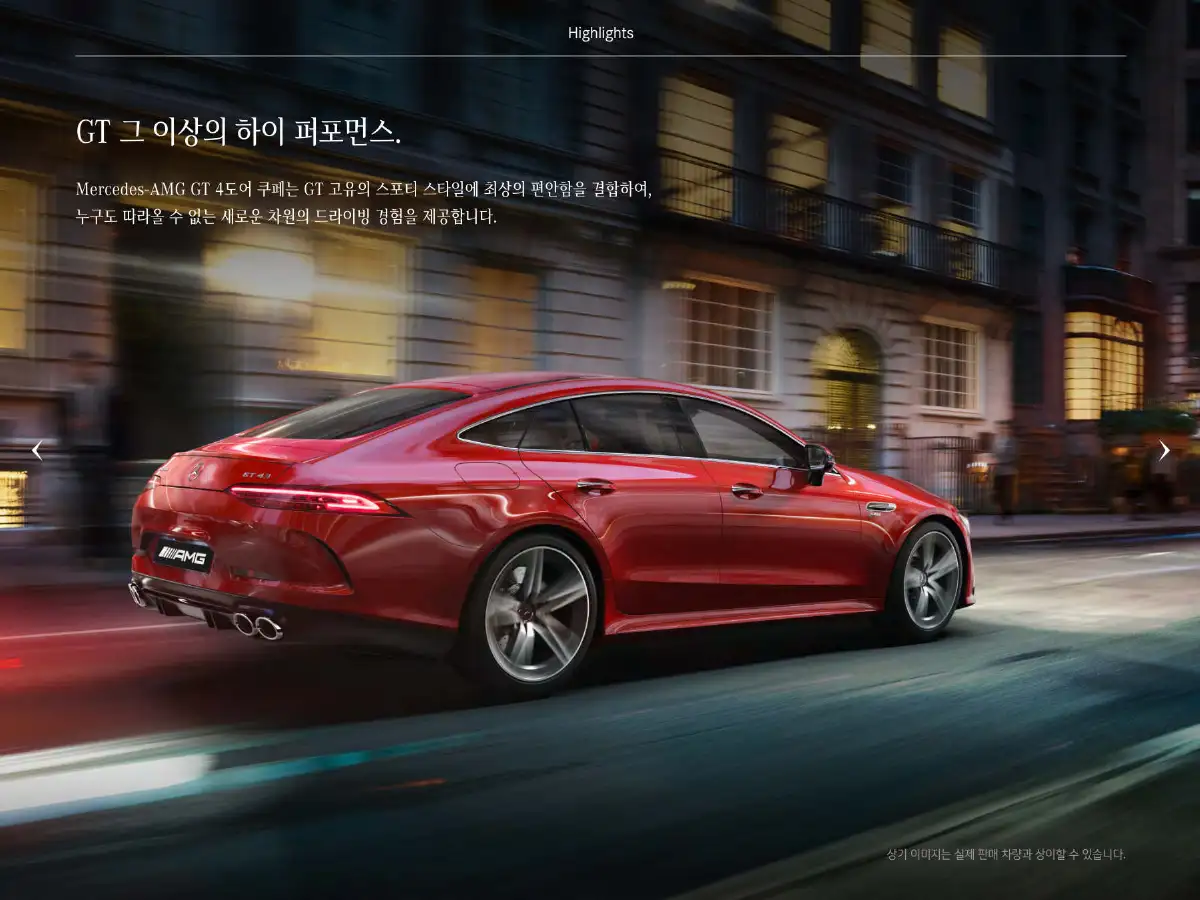 Highlights
GT 그 이상의 하이 퍼포먼스.
Mercedes-AMG GT 4도어 쿠페는 GT 고유의 스포티 스타일에 최상의 편안함을 결합하여,
누구도 따라올 수 없는 새로운 차원의 드라이빙 경험을 제공합니다.
GT 43
AMG
상기 이미지는 실제 판매 차량과 상이할 수 있습니다.